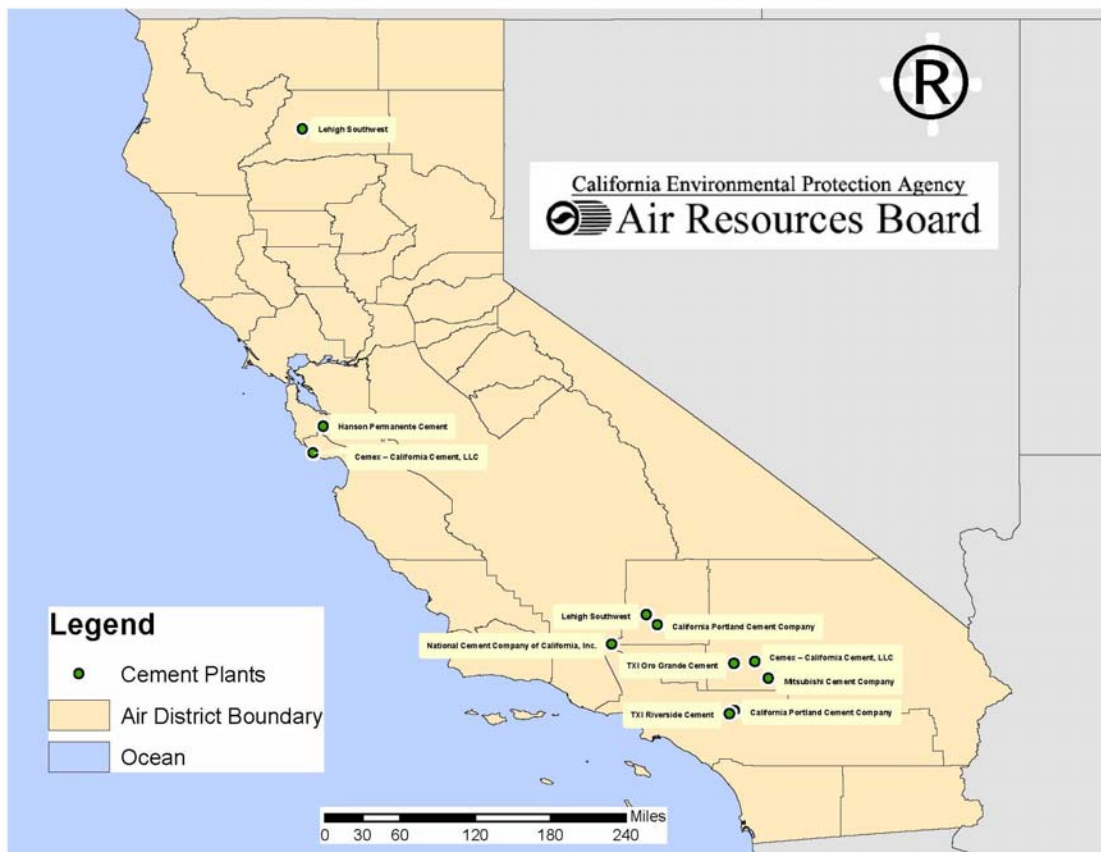 R
California Environmental Protection Agency
Air Resources Board
Lehigh Southwest
Hanson Permanente Cement
Cemex – California Cement, LLC
Lehigh Southwest
California Portland Cement Company
National Cement Company of California, Inc.
TXI Oro Grande Cement
Cemex – California Cement, LLC
Mitsubishi Cement Company
TXI Riverside Cement
California Portland Cement Company
Legend
Cement Plants
Air District Boundary
Ocean
Miles
0 30 60 120 180 240